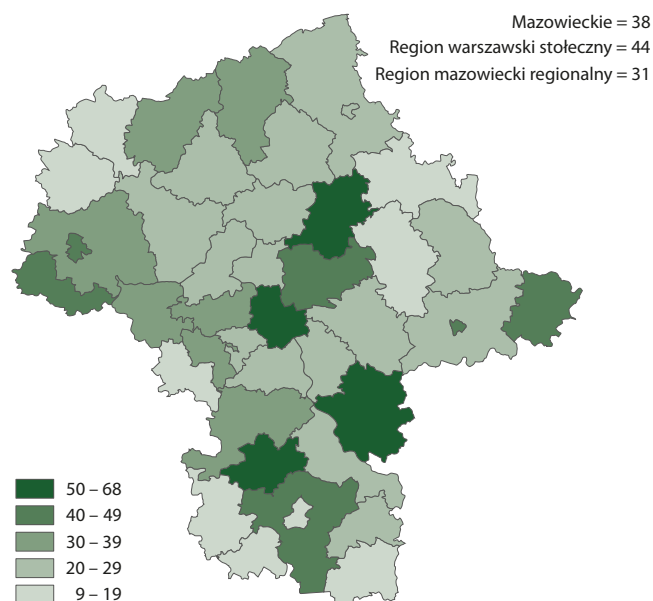 Mazowieckie = 38
Region warszawski stołeczny = 44
Region mazowiecki regionalny = 31
50 – 68
40 – 49
30 – 39
20 – 29
9 – 19